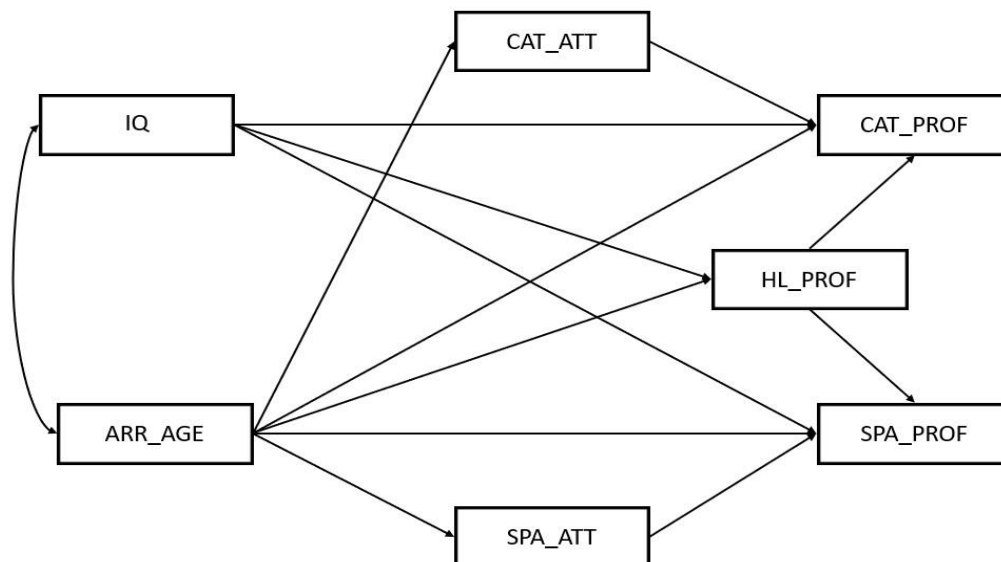 CAT_ATT
IQ
CAT_PROF
HL_PROF
ARR_AGE
SPA_PROF
SPA_ATT